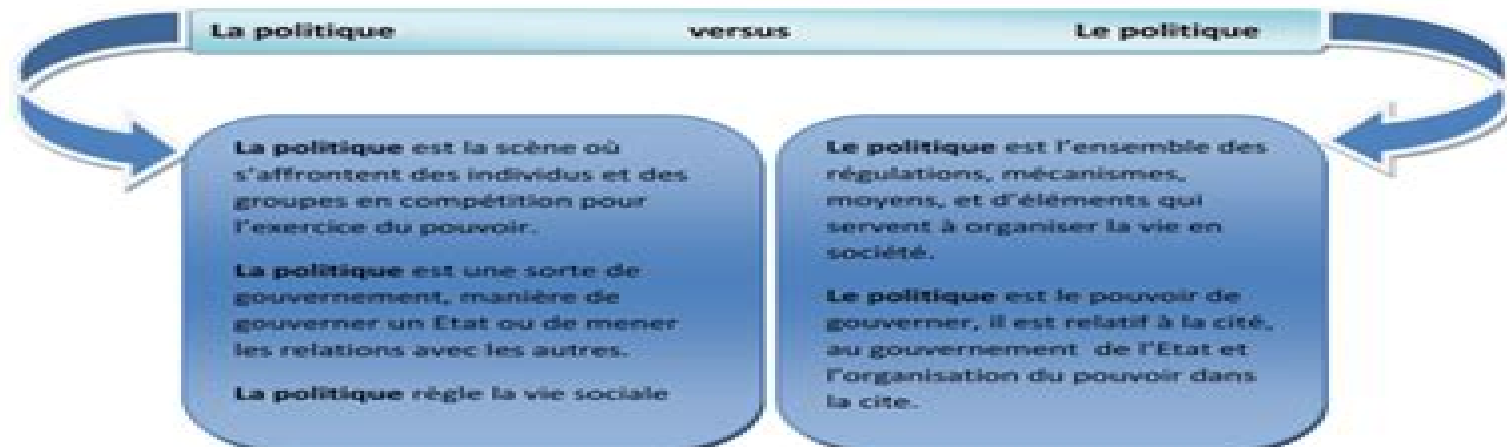 La politique versus Le politique
La politique est la scène où
s'affrontent des individus et des
groupes en compétition pour
l'exercice du pouvoir.
La politique est une sorte de
gouvernement, manière de
gouverner un Etat ou de mener
les relations avec les autres.
La politique règle la vie sociale
Le politique est l'ensemble des
régulations, mécanismes,
moyens, et d'éléments qui
servent à organiser la vie en
société.
Le politique est le pouvoir de
gouverner, il est relatif à la cité,
au gouvernement de l'Etat et
l'organisation du pouvoir dans
la cite.